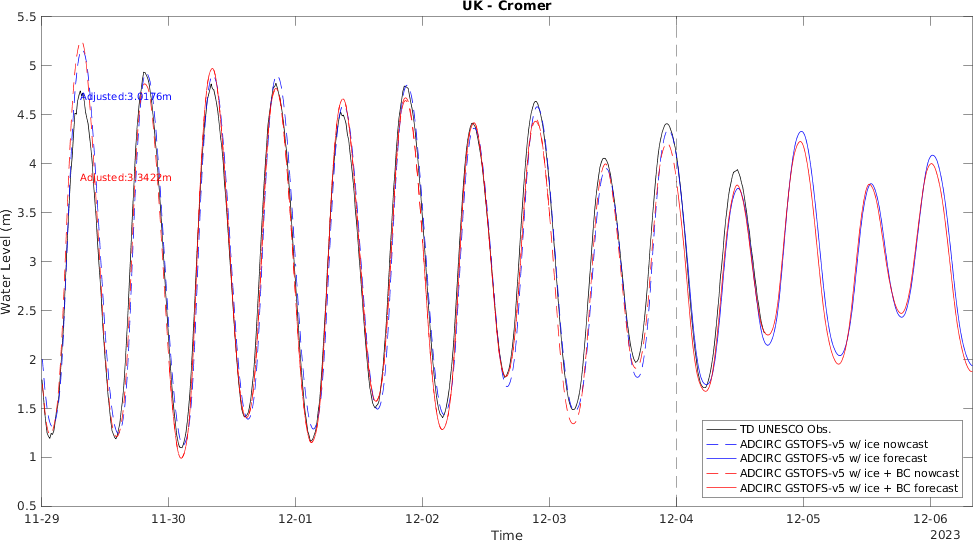 UK - Cromer
5.5
5
4.5
4
3.5
3
2.5
2
1.5
1
0.5
Water Level (m)
Adjusted:3.0176m
Adjusted:3.3422m
TD UNESCO Obs.
ADCIRC GSTOFS-v5 w/ ice nowcast
ADCIRC GSTOFS-v5 w/ ice forecast
ADCIRC GSTOFS-v5 w/ ice + BC nowcast
ADCIRC GSTOFS-v5 w/ ice + BC forecast
11-29 11-30 12-01 12-02 12-03 12-04 12-05 12-06
Time
2023